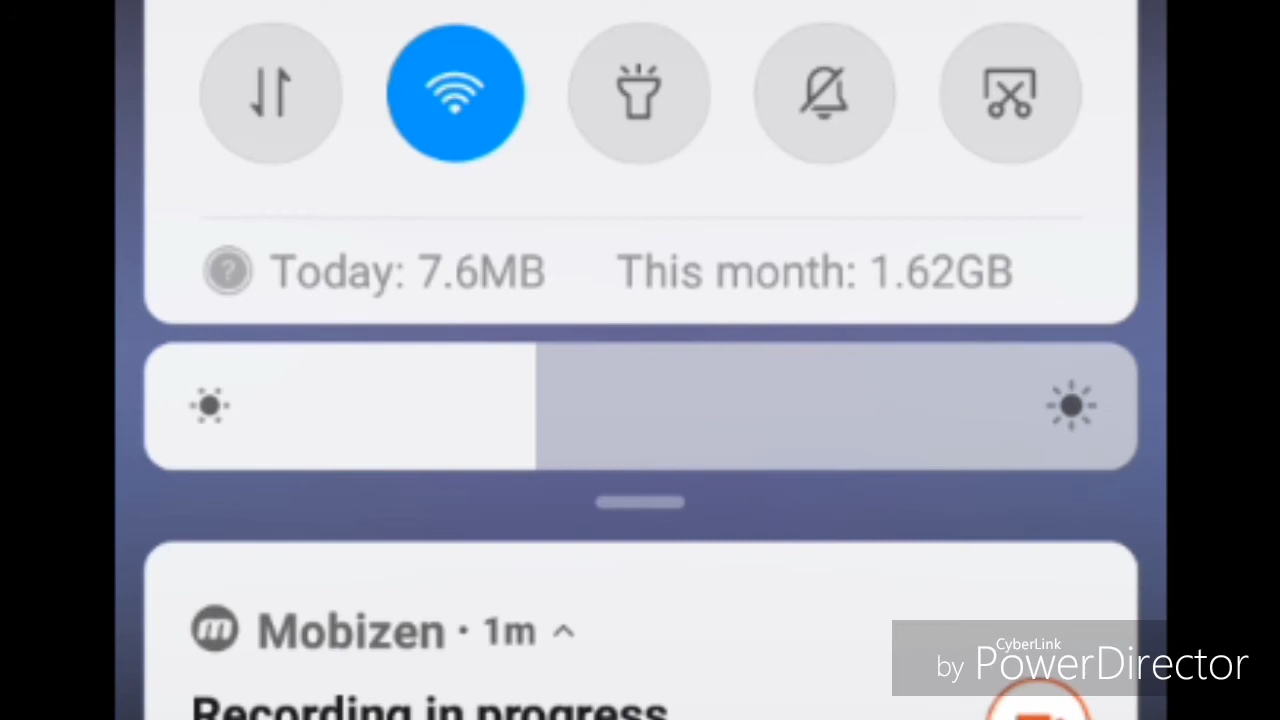 Today: 7.6MB This month: 1.62GB
Mobizen · 1m
Recording in progress
CyberLink
by PowerDirector